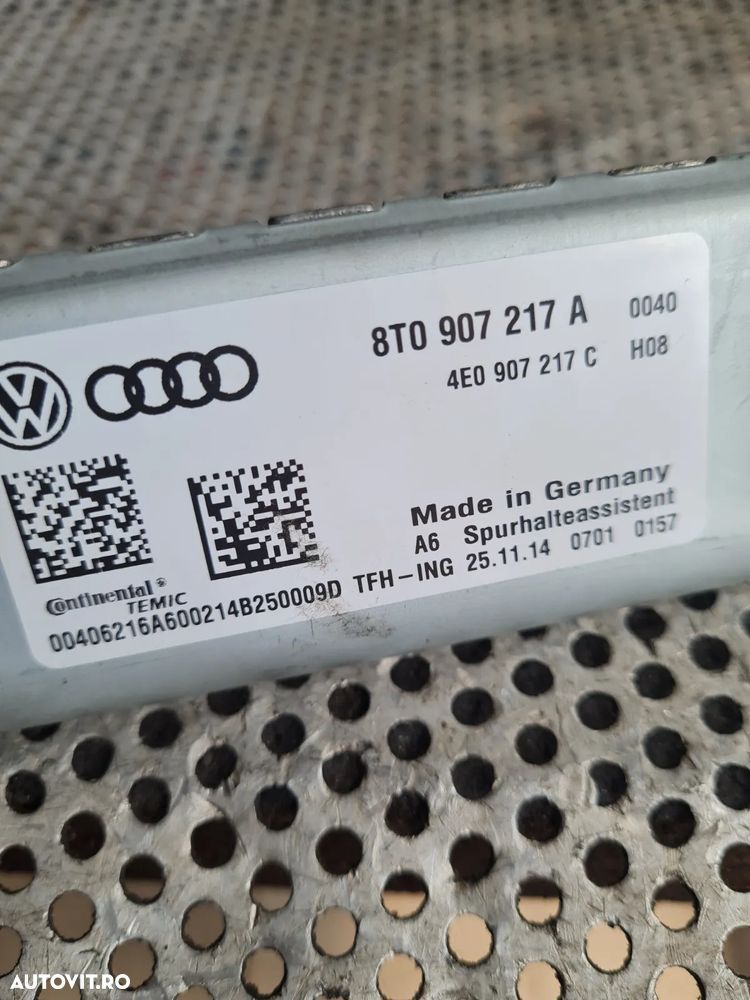 8T0 907 217 A 0040
4E0 907 217 C H08
Made in Germany
A6 Spurhalteassistent
Continental®
TEMIC
TFH-ING 25.11.14 0701 0157
00406216A600214B250009D
AUTOVIT.RO